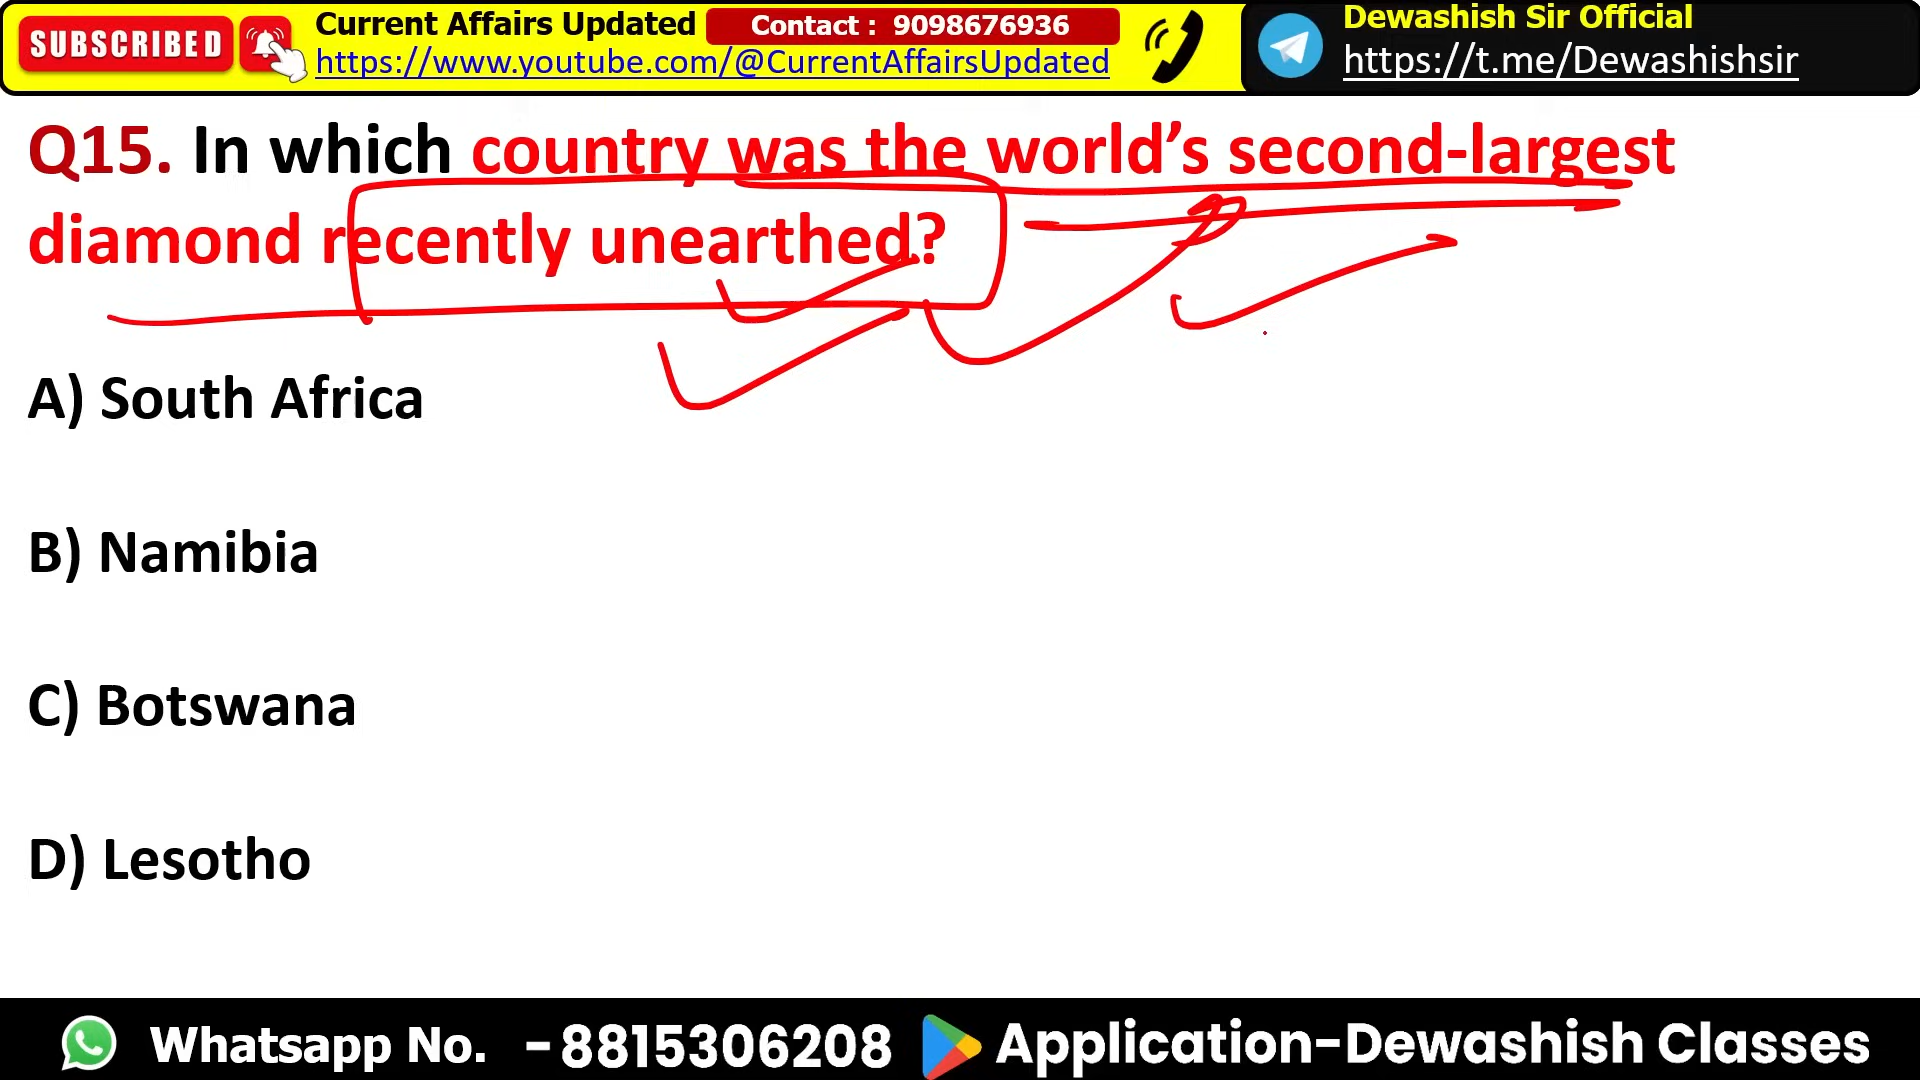 SUBSCRIBED
Current Affairs Updated
Contact : 9098676936
https://www.youtube.com/@CurrentAffairsUpdated
Dewashish Sir Official
https://t.me/Dewashishsir
Q15. In which country was the world’s second-largest
diamond recently unearthed?
A) South Africa
B) Namibia
C) Botswana
D) Lesotho
Whatsapp No. -8815306208
Application-Dewashish Classes